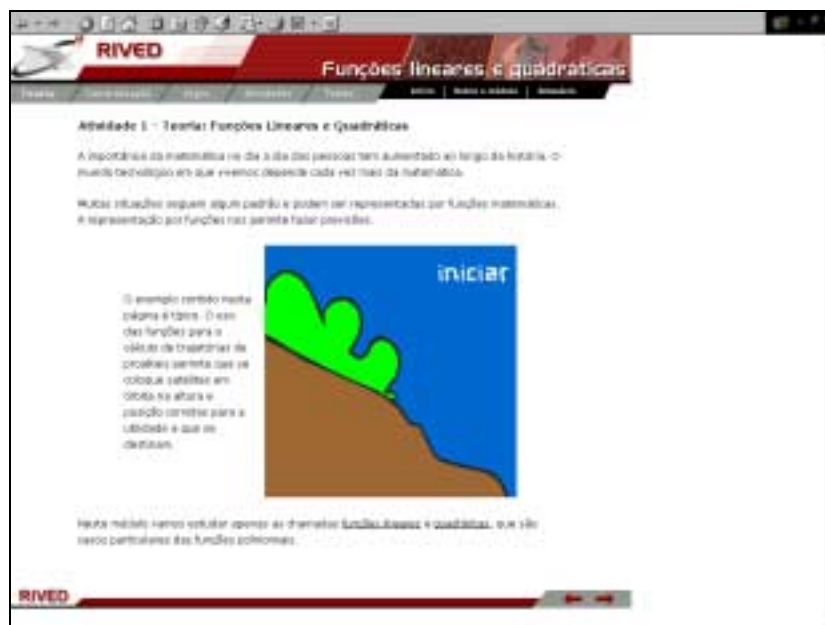 RIVED
Funções lineares e quadráticas
Atividade 1 - Teoria: Funções Lineares e Quadráticas
A importância da matemática no dia a dia das pessoas tem aumentado ao longo da história. O
mundo tecnológico em que vivemos depende cada vez mais da matemática.
Muitas situações seguem algum padrão e podem ser representadas por funções matemáticas.
A representação por funções nos permite fazer previsões.
iniciar
O exemplo contido nesta
página é típico. O uso
das funções para o
cálculo de trajetórias de
projéteis permite que se
coloque satélites em
órbita na altura e
posição corretas para a
utilidade a que se
destinam.
Neste módulo vamos estudar apenas as chamadas funções lineares e quadráticas, que são
casos particulares das funções polinomiais.
RIVED